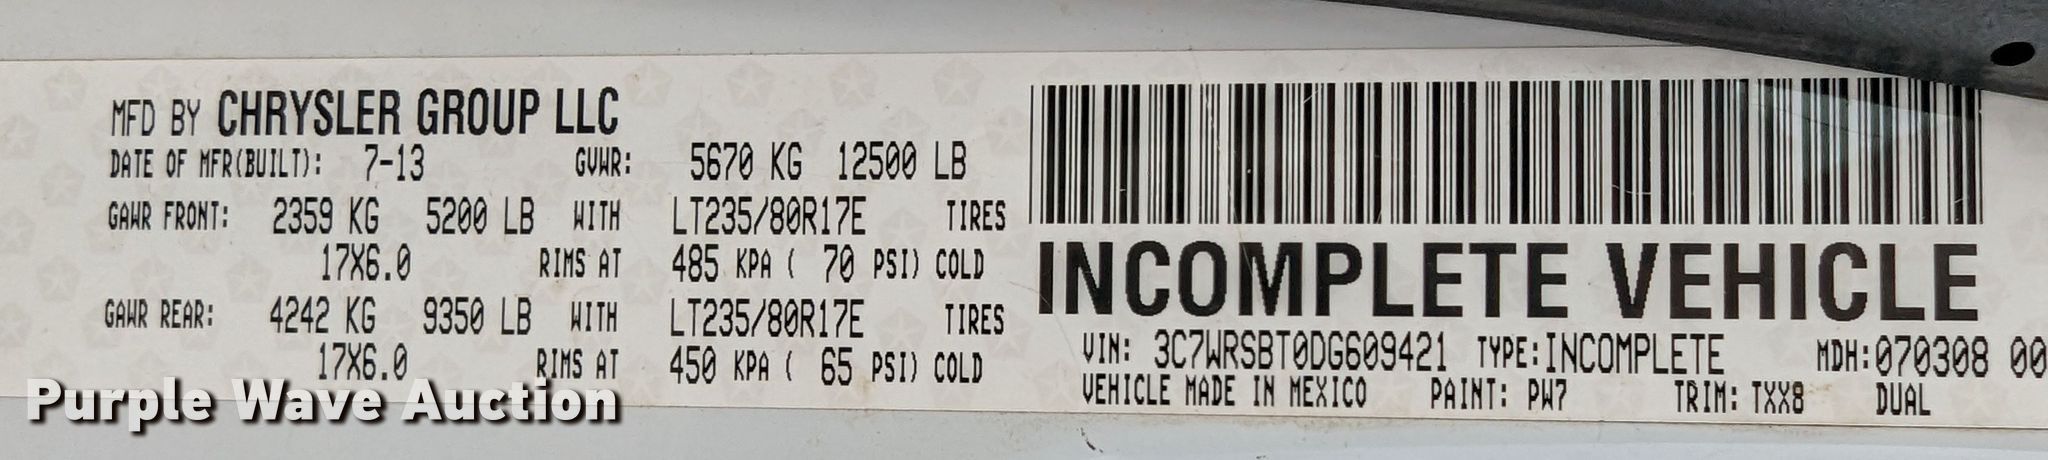 MFD BY CHRYSLER GROUP LLC
DATE OF MFR(BUILT): 7-13 GVWR: 5670 KG 12500 LB
GAWR FRONT: 2359 KG 5200 LB WITH LT235/80R17E TIRES
17X6.0 RIMS AT 485 KPA ( 70 PSI) COLD
GAWR REAR: 4242 KG 9350 LB WITH LT235/80R17E TIRES
17X6.0 RIMS AT 450 KPA ( 65 PSI) COLD
INCOMPLETE VEHICLE
VIN: 3C7WRSBT0DG609421 TYPE:INCOMPLETE MDH:070308 00
VEHICLE MADE IN MEXICO PAINT: PW7 TRIM: TXX8 DUAL
Purple Wave Auction